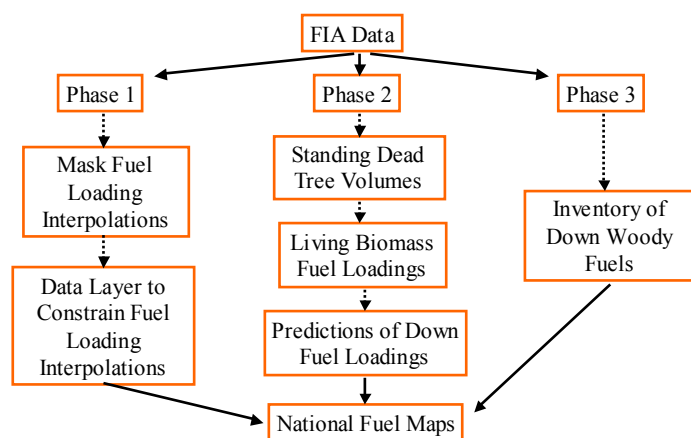 FIA Data
Phase 1
Phase 2
Phase 3
Mask Fuel
Loading
Interpolations
Standing Dead
Tree Volumes
Inventory of
Down Woody
Fuels
Living Biomass
Fuel Loadings
Data Layer to
Constrain Fuel
Loading
Interpolations
Predictions of Down
Fuel Loadings
National Fuel Maps